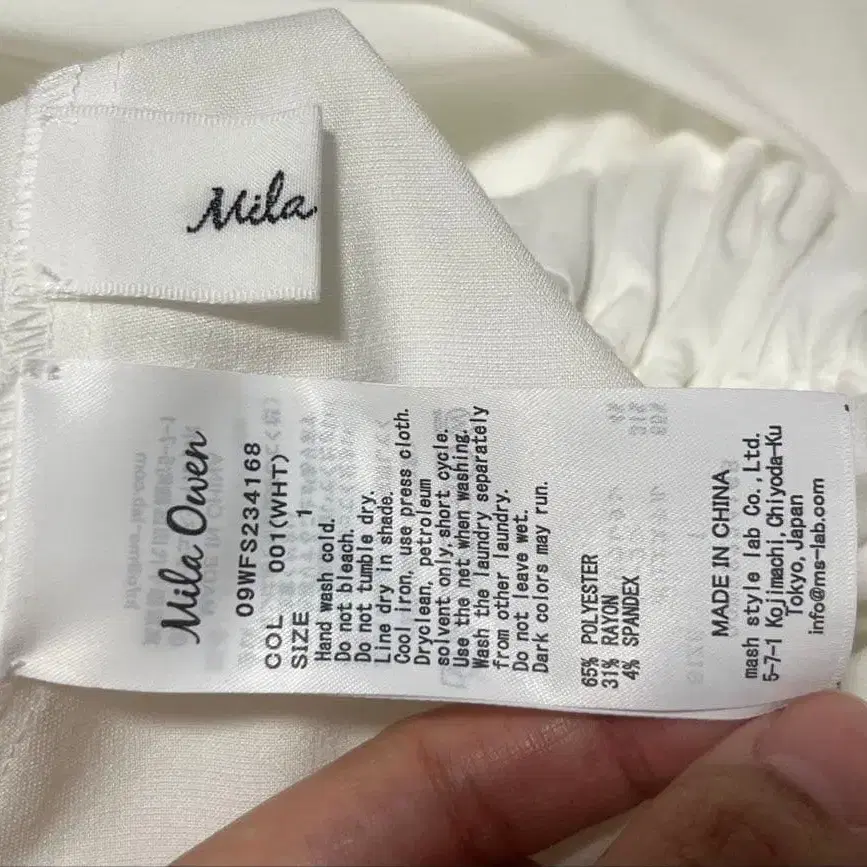 Mila
Mila Owen
09WFS234168
COL 001(WHT)
SIZE 1
Hand wash cold.
Do not bleach.
Do not tumble dry.
Line dry in shade.
Cool iron, use press cloth.
Dryclean, petroleum
solvent only, short cycle.
Use the net when washing.
Wash the laundry separately
from other laundry.
Do not leave wet.
Dark colors may run.
65% POLYESTER
31% RAYON
4% SPANDEX
MADE IN CHINA
mash style lab Co.,Ltd.
5-7-1 Kojimachi, Chiyoda-Ku
Tokyo, Japan
info@ms-lab.com